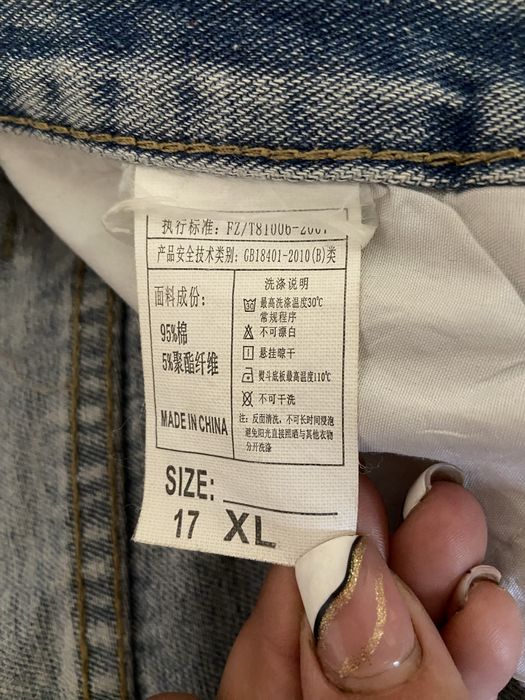 执行标准: FZ/T81006-2007
产品安全技术类别: GB18401-2010(B)类
面料成份:
95%棉
5%聚酯纤维
MADE IN CHINA
洗涤说明
最高洗涤温度30℃
常规程序
不可漂白
悬挂晾干
熨斗底板最高温度110℃
不可干洗
注: 反面清洗, 不可长时间浸泡
避免阳光直接照晒与其他衣物
分开洗涤
SIZE:
17 XL